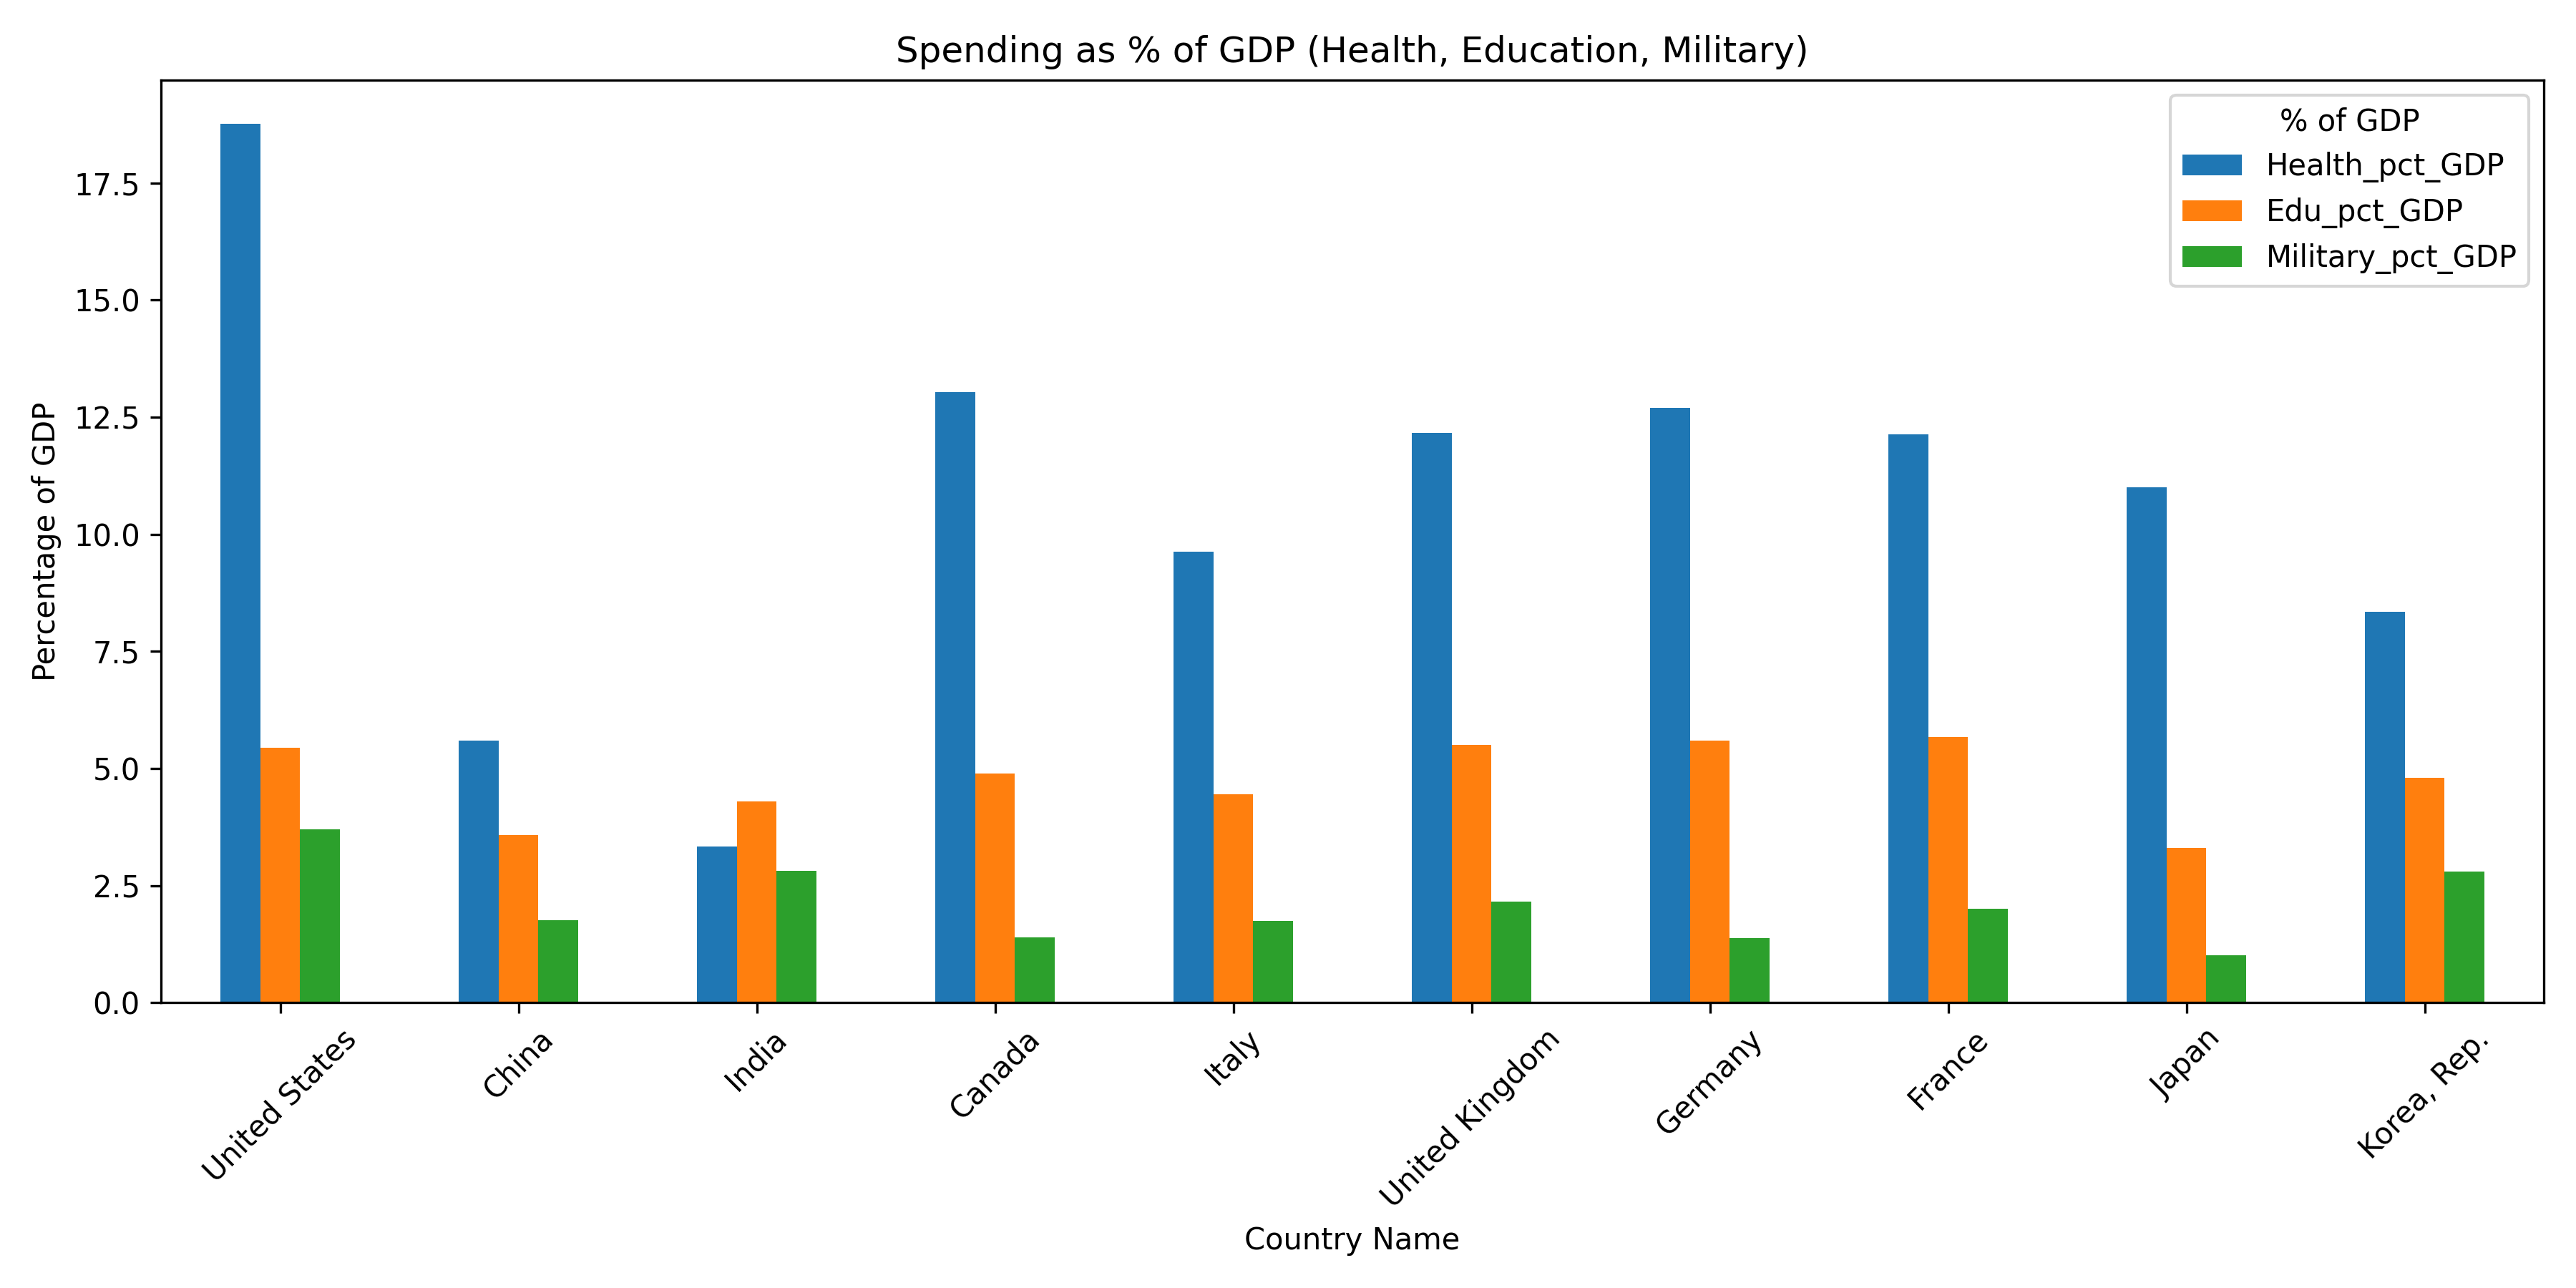 Spending as % of GDP (Health, Education, Military)
% of GDP
Health_pct_GDP
Edu_pct_GDP
Military_pct_GDP
Percentage of GDP
17.5
15.0
12.5
10.0
7.5
5.0
2.5
0.0
United States
China
India
Canada
Italy
United Kingdom
Germany
France
Japan
Korea, Rep.
Country Name